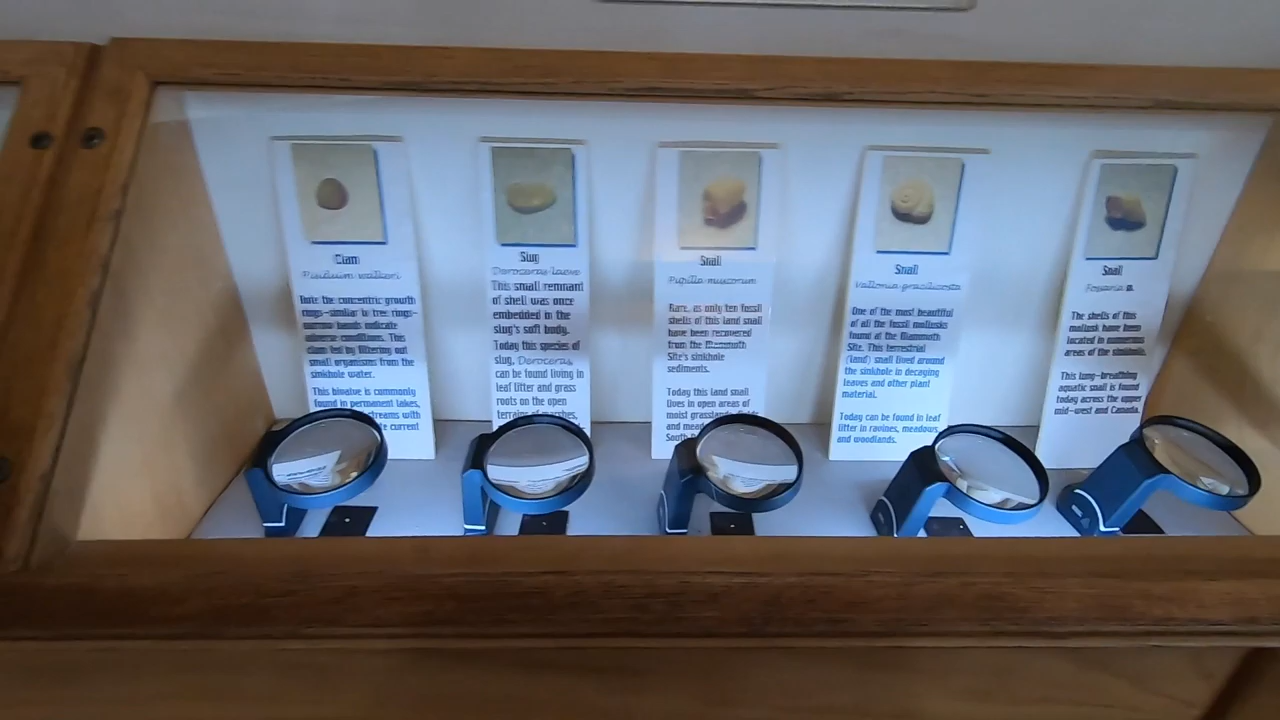 Clam
Pisidium walkeri
Note the concentric growth
rings—similar to tree rings—
narrow bands indicate
adverse conditions. This
clam fed by filtering out
small organisms from the
sinkhole water.
This bivalve is commonly
found in permanent lakes,
streams with
current
Slug
Deroceras laeve
This small remnant
of shell was once
embedded in the
slug's soft body.
Today this species of
slug, Deroceras
can be found living in
leaf litter and grass
roots on the open
terrains of marshes,
Snail
Pupilla muscorum
Rare, as only ten fossil
shells of this land snail
have been recovered
from the Mammoth
Site's sinkhole
sediments.
Today this land snail
lives in open areas of
moist grasslands, fields
and
South
Snail
Vallonia gracilicosta
One of the most beautiful
of all the fossil mollusks
found at the Mammoth
Site. This terrestrial
(land) snail lived around
the sinkhole in decaying
leaves and other plant
material.
Today can be found in leaf
litter in ravines, meadows
and woodlands.
Snail
Fossaria
The shells of this
mollusk have been
located in numerous
areas of the sinkhole.
This lung-breathing
aquatic snail is found
today across the upper
mid-west and Canada.